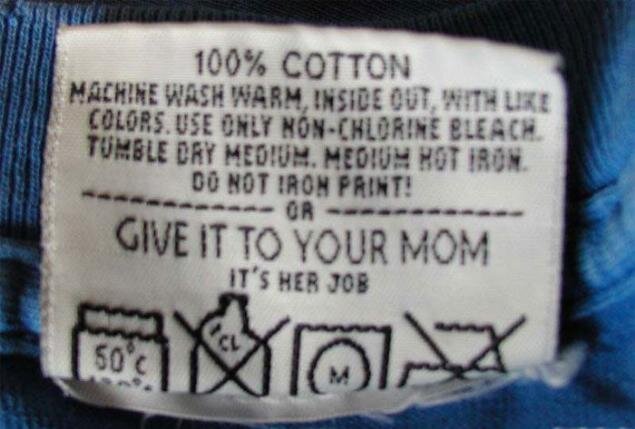 100% COTTON
MACHINE WASH WARM, INSIDE OUT, WITH LIKE
COLORS. USE ONLY NON-CHLORINE BLEACH.
TUMBLE DRY MEDIUM. MEDIUM HOT IRON.
DO NOT IRON PRINT!
OR
GIVE IT TO YOUR MOM
IT'S HER JOB
50°C
CL
M